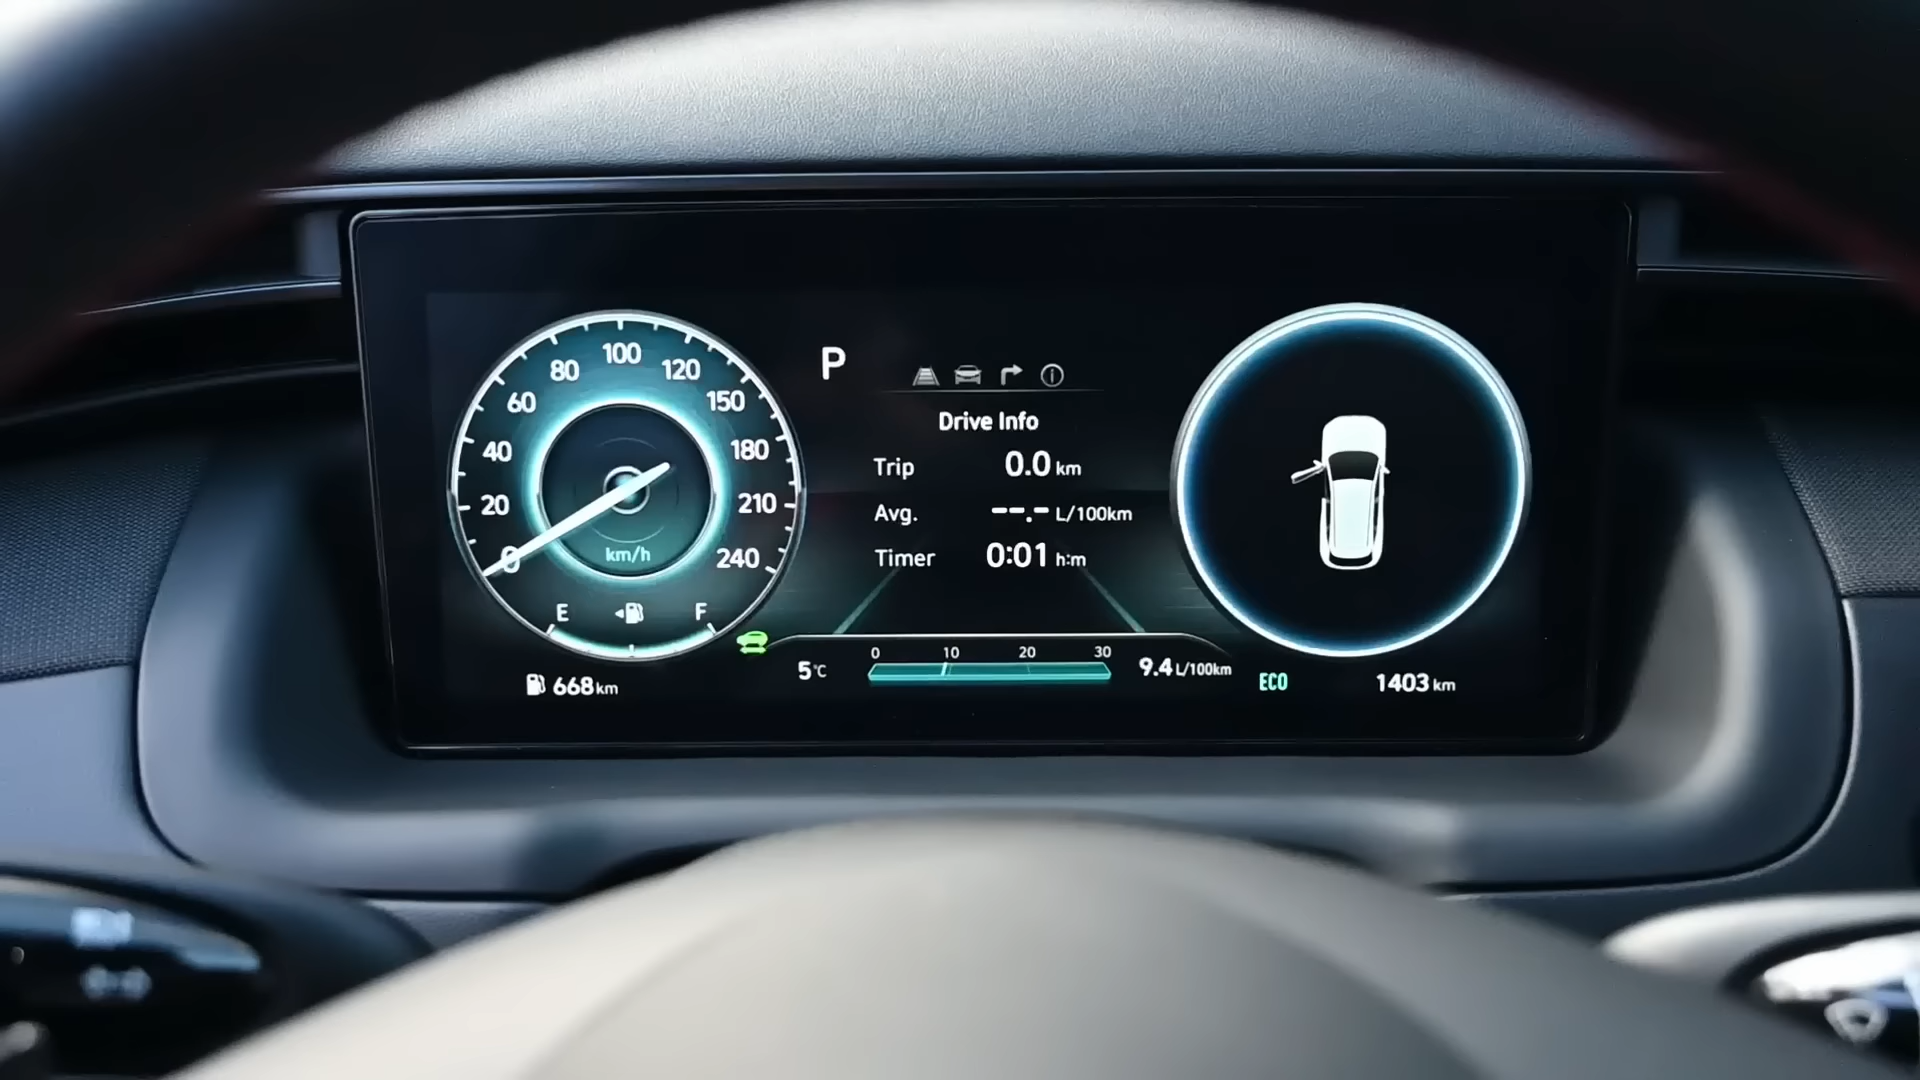 100
80
120
60
150
40
180
20
210
0
240
km/h
E
F
668 km
P
Drive Info
Trip 0.0 km
Avg. --.- L/100km
Timer 0:01 h:m
0 10 20 30
5°C
9.4 L/100km
ECO
1403 km